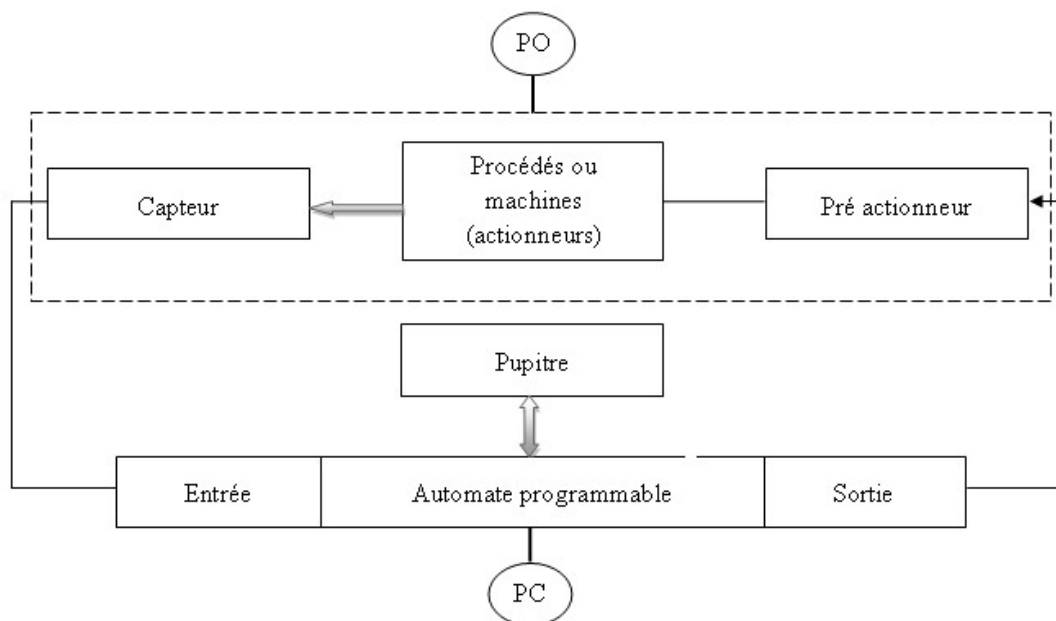 PO
Capteur
Procédés ou
machines
(actionneurs)
Pré actionneur
Pupitre
Entrée
Automate programmable
Sortie
PC